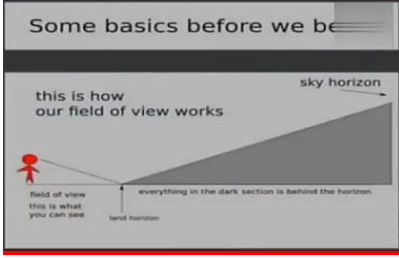 Some basics before we be
sky horizon
this is how
our field of view works
field of view
this is what
you can see
land horizon
everything in the dark section is behind the horizon